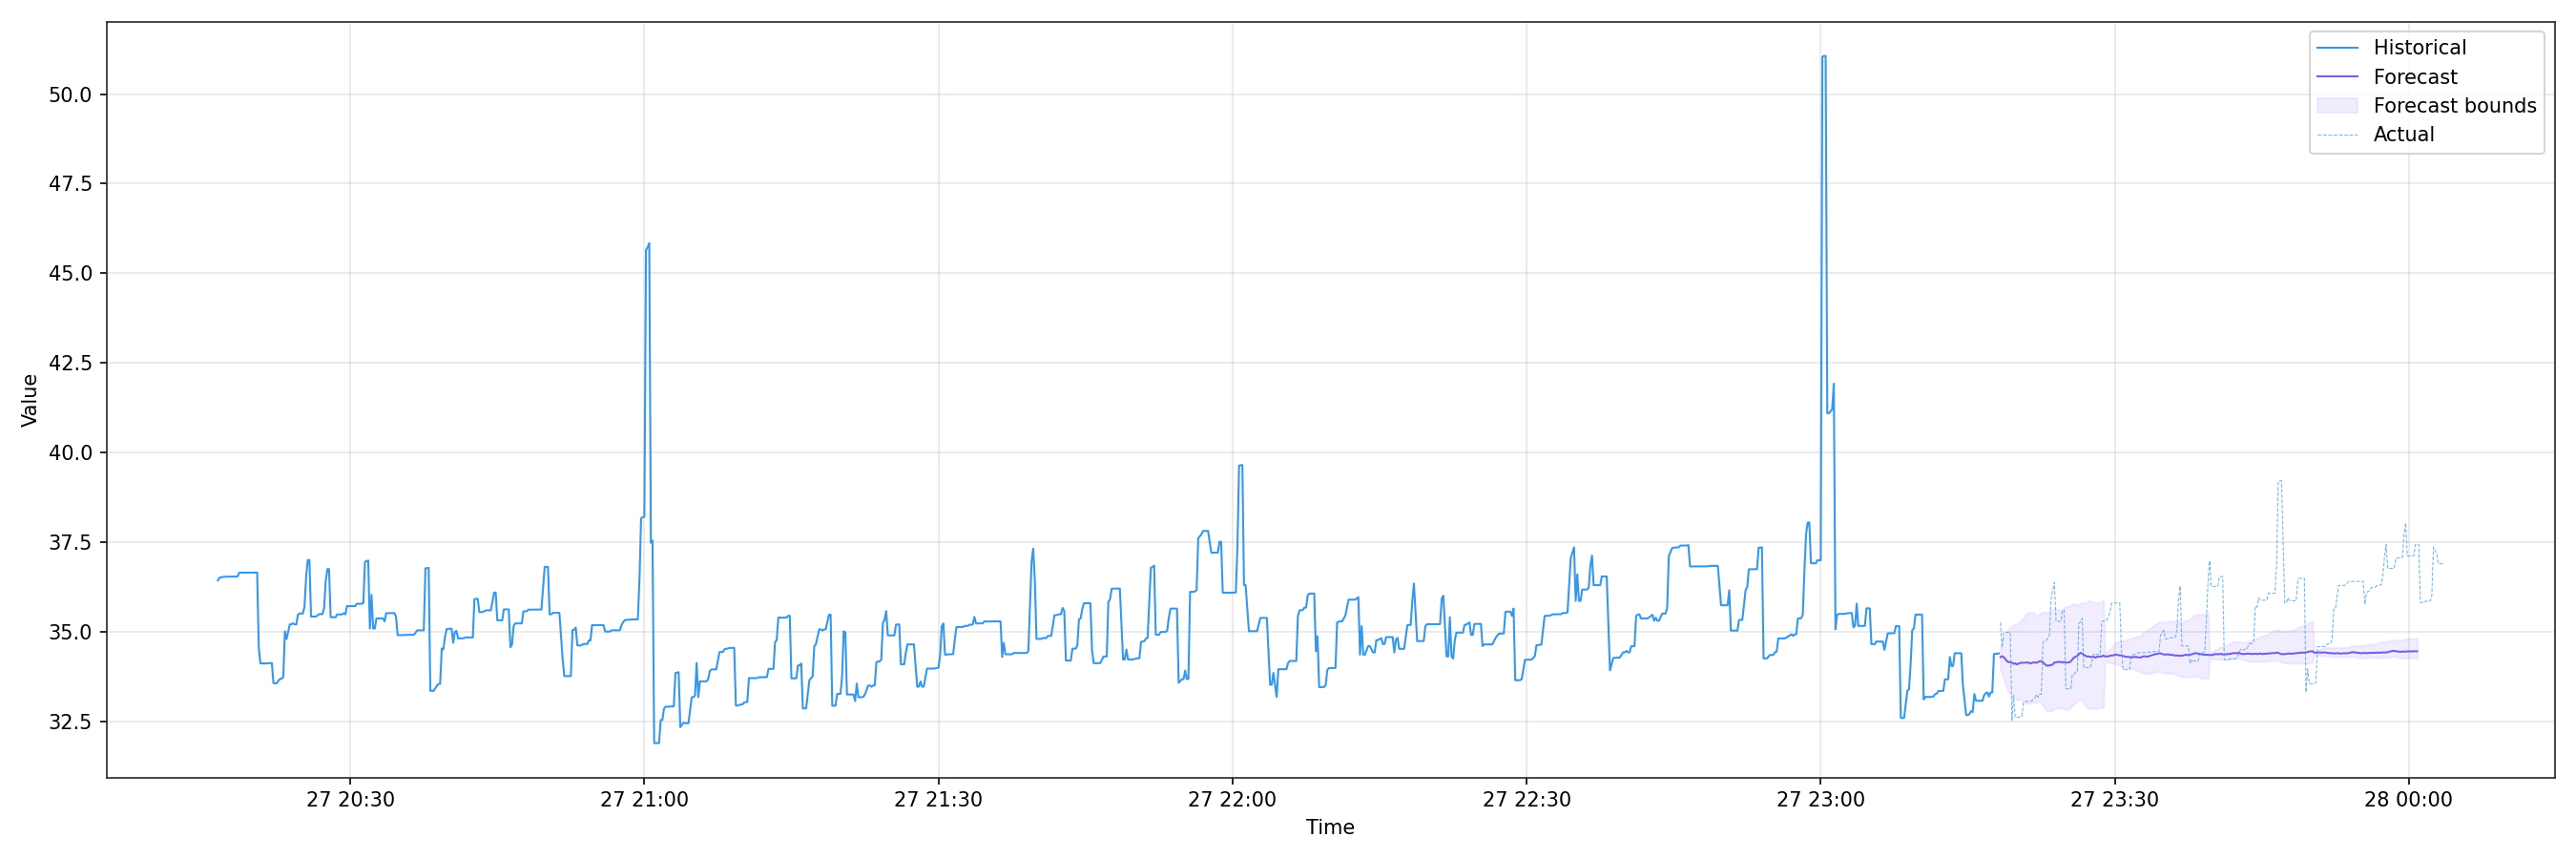 Historical
Forecast
Forecast bounds
Actual
50.0
47.5
45.0
42.5
40.0
37.5
35.0
32.5
Value
27 20:30
27 21:00
27 21:30
27 22:00
27 22:30
27 23:00
27 23:30
28 00:00
Time